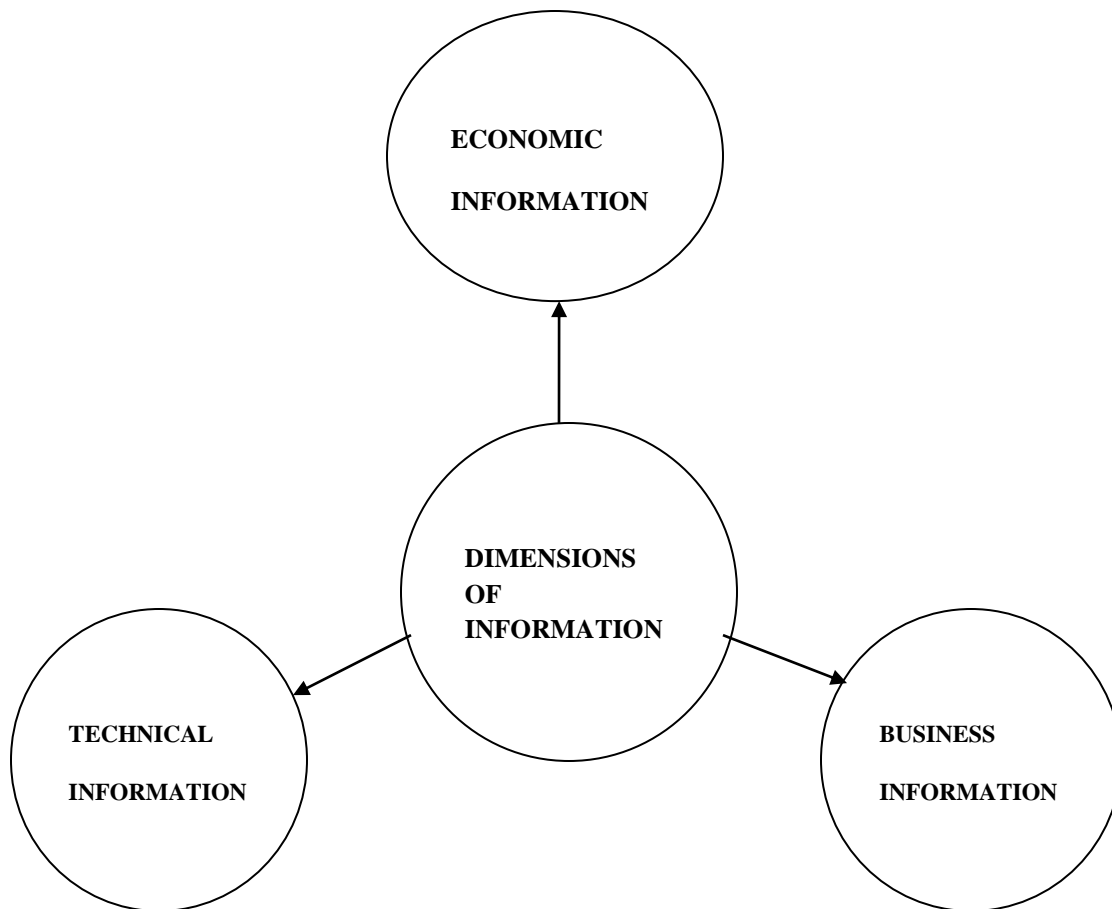 ECONOMIC
INFORMATION
DIMENSIONS
OF
INFORMATION
TECHNICAL
INFORMATION
BUSINESS
INFORMATION